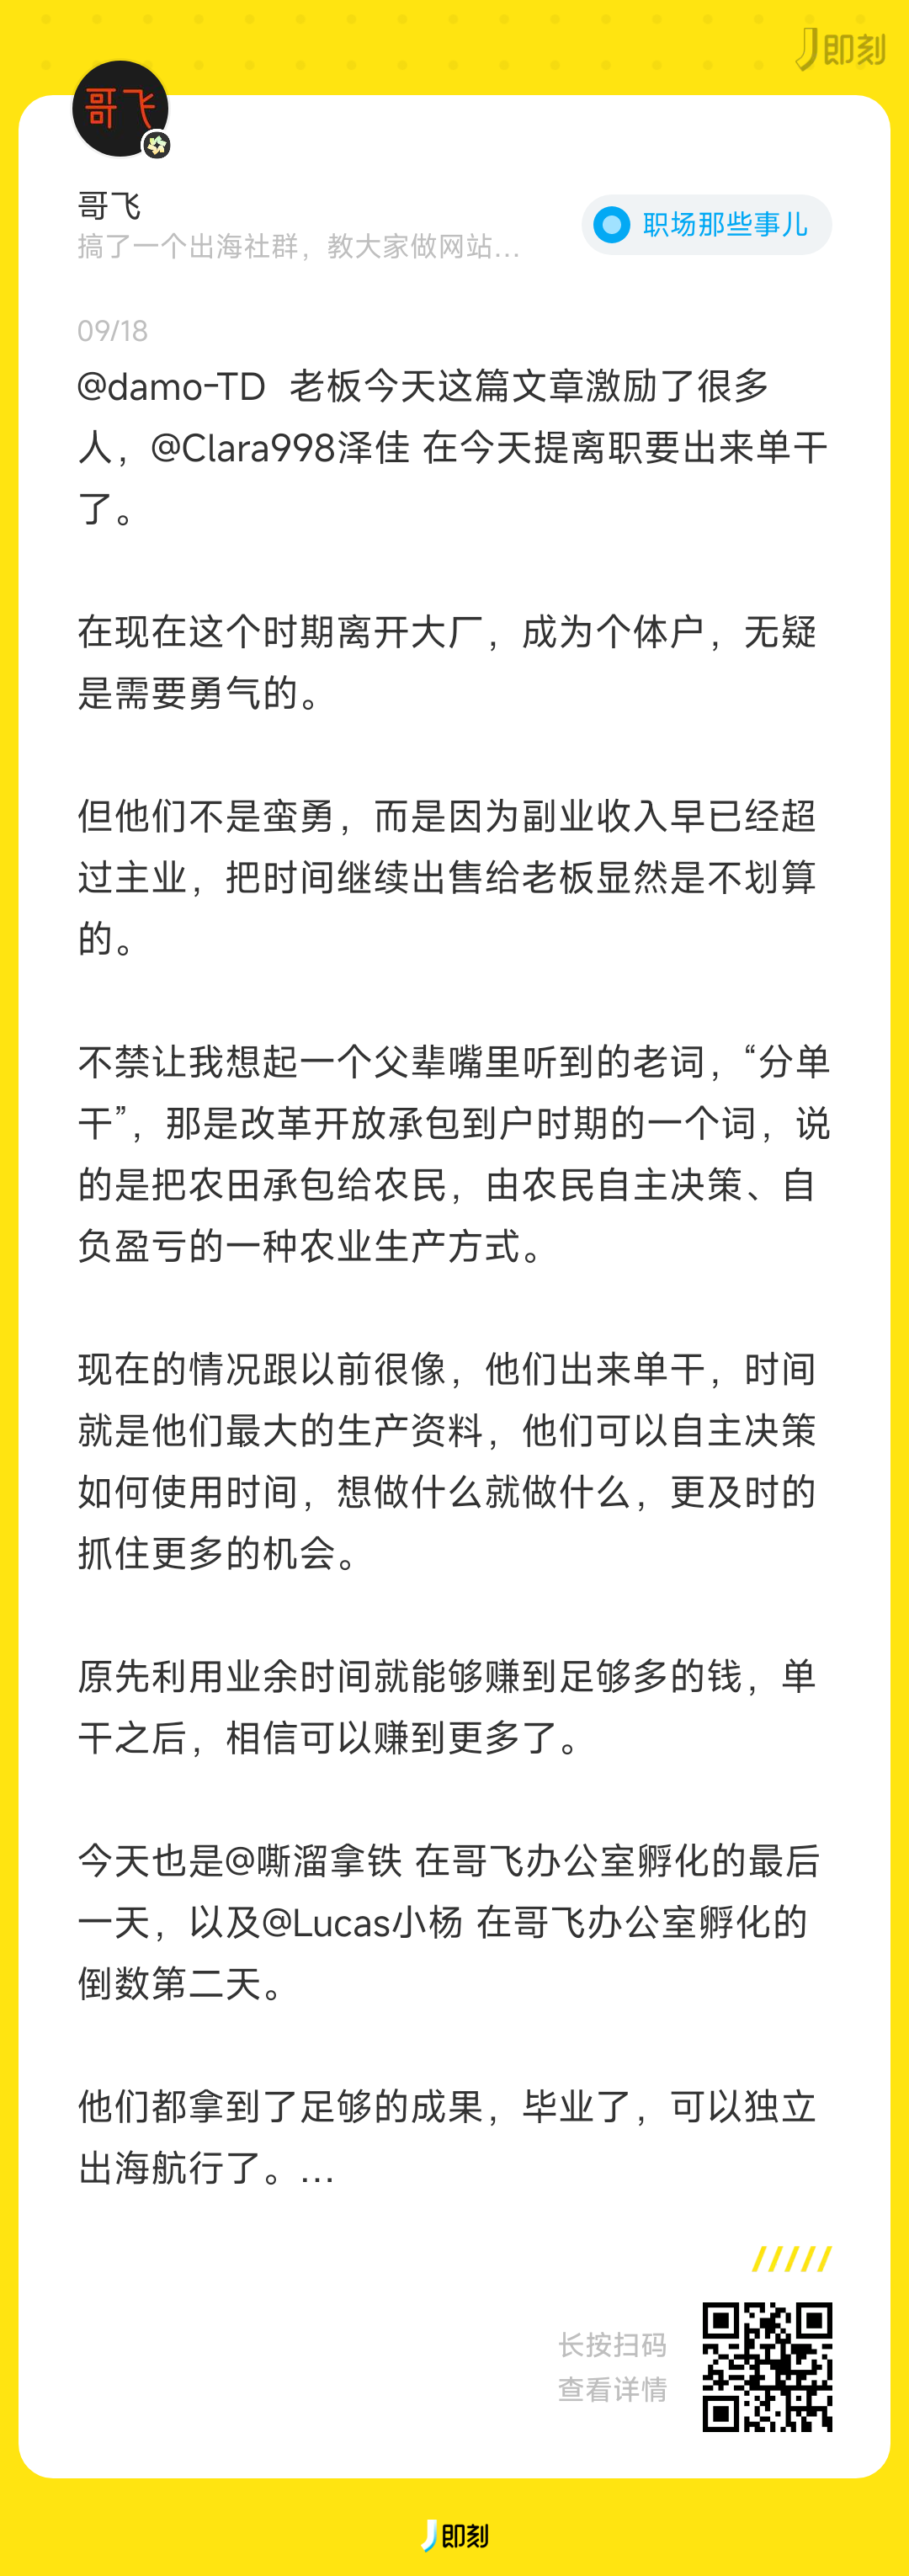 即刻
哥飞
哥飞
搞了一个出海社群，教大家做网站...
职场那些事儿
09/18
@damo-TD 老板今天这篇文章激励了很多
人，@Clara998泽佳 在今天提离职要出来单干
了。
在现在这个时期离开大厂，成为个体户，无疑
是需要勇气的。
但他们不是蛮勇，而是因为副业收入早已经超
过主业，把时间继续出售给老板显然是不划算
的。
不禁让我想起一个父辈嘴里听到的老词，“分单
干”，那是改革开放承包到户时期的一个词，说
的是把农田承包给农民，由农民自主决策、自
负盈亏的一种农业生产方式。
现在的情况跟以前很像，他们出来单干，时间
就是他们最大的生产资料，他们可以自主决策
如何使用时间，想做什么就做什么，更及时的
抓住更多的机会。
原先利用业余时间就能够赚到足够多的钱，单
干之后，相信可以赚到更多了。
今天也是@嘶溜拿铁 在哥飞办公室孵化的最后
一天，以及@Lucas小杨 在哥飞办公室孵化的
倒数第二天。
他们都拿到了足够的成果，毕业了，可以独立
出海航行了。...
长按扫码
查看详情
即刻